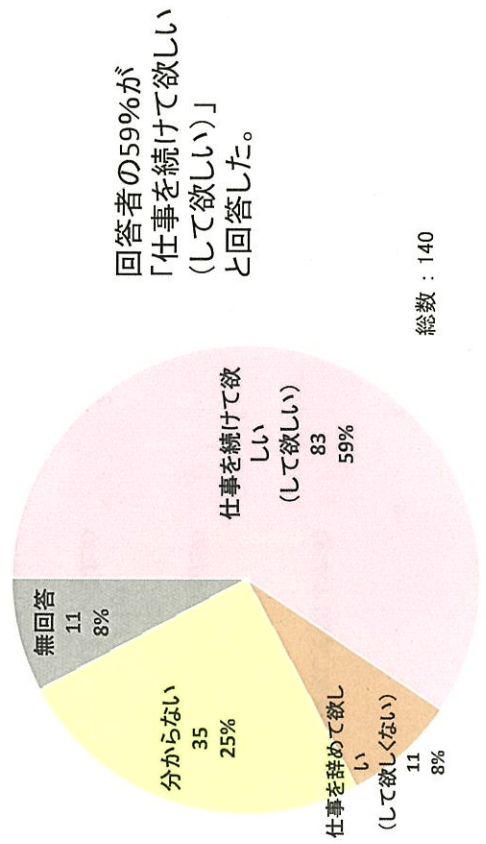 回答者の59%が
「仕事を続けて欲しい
(して欲しい)」
と回答した。
総数：140
仕事を続けて欲
しい
(して欲しい)
83
59%
仕事を辞めて欲し
い
(して欲しくない)
11
8%
分からない
35
25%
無回答
11
8%